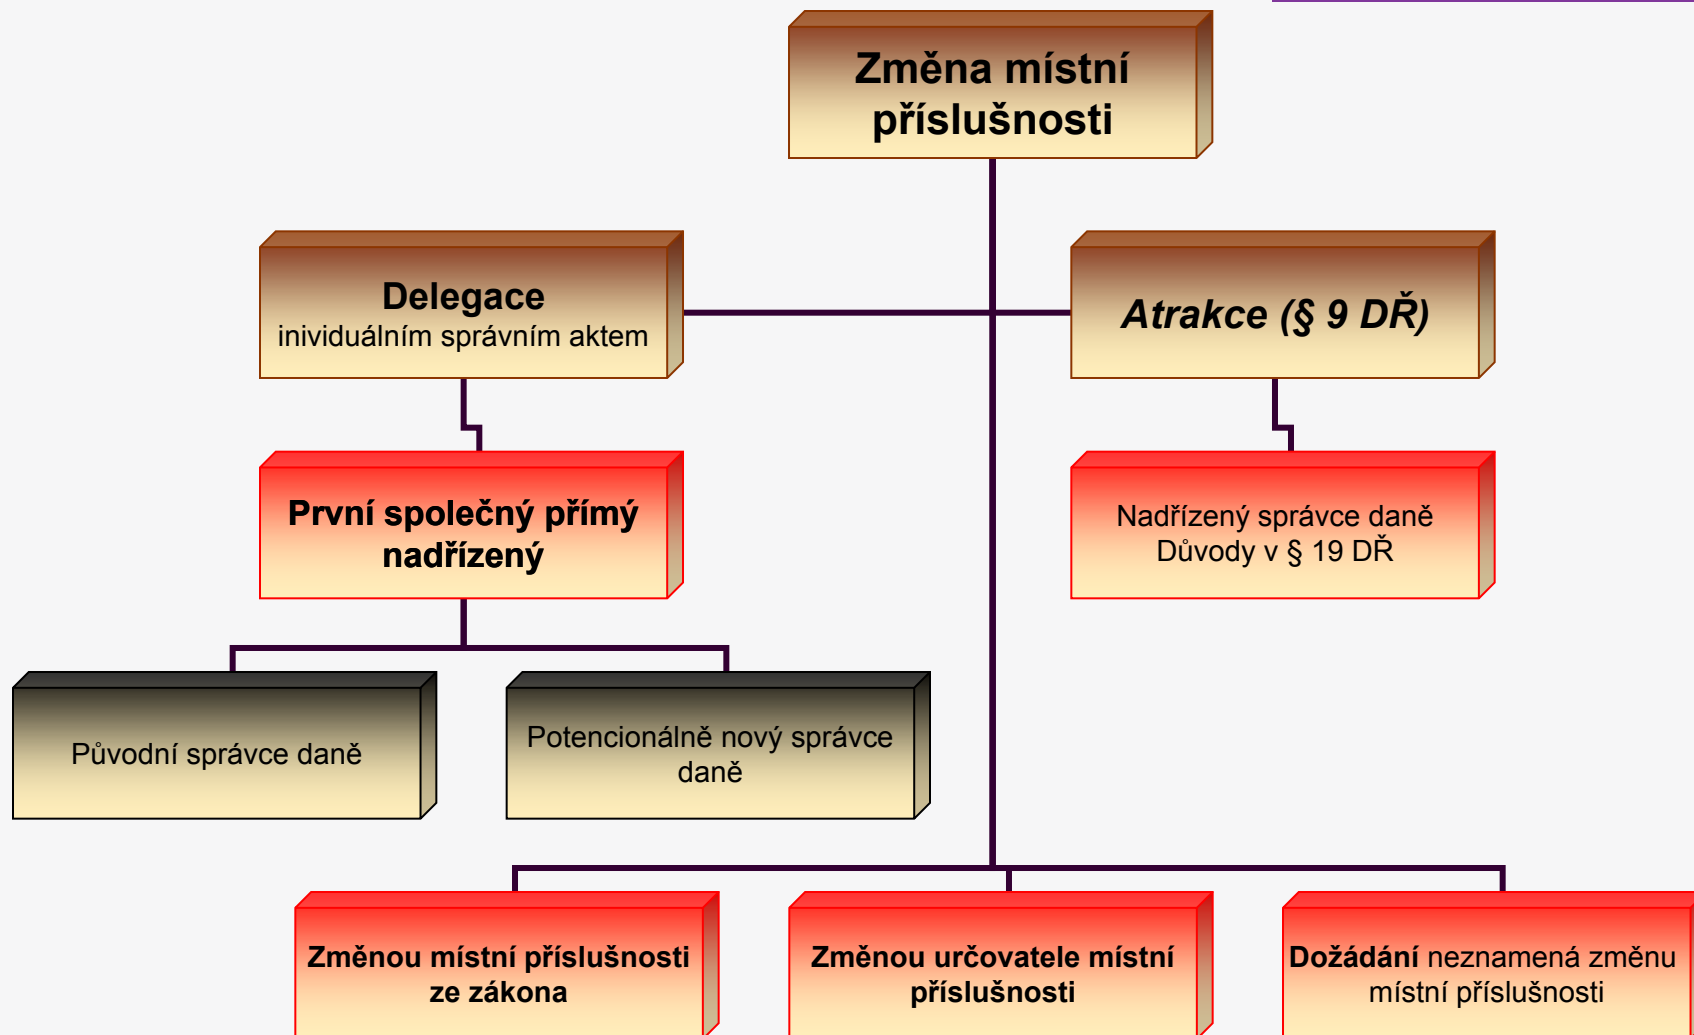 Změna místní
příslušnosti
Delegace
inividuálním správním aktem
Atrakce (§ 9 DŘ)
První společný přímý
nadřízený
Nadřízený správce daně
Důvody v § 19 DŘ
Původní správce daně
Potencionálně nový správce
daně
Změnou místní příslušnosti
ze zákona
Změnou určovatele místní
příslušnosti
Dožádání neznamená změnu
místní příslušnosti